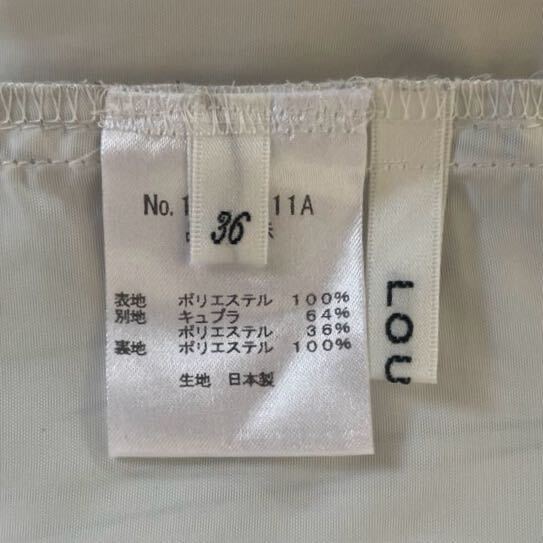 No.1 11A
36
表地 ポリエステル 100%
別地 キュプラ 64%
ポリエステル 36%
裏地 ポリエステル 100%
生地 日本製
LOU